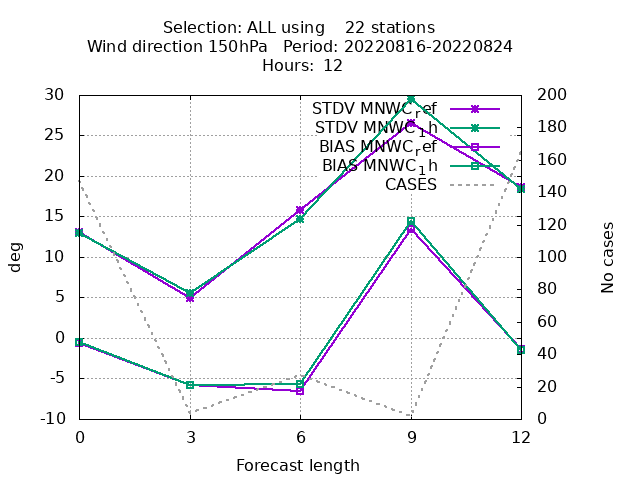 Selection: ALL using 22 stations
Wind direction 150hPa Period: 20220816-20220824
Hours: 12
30
25
20
15
10
5
0
-5
-10
200
180
160
140
120
100
80
60
40
20
0
STDV MNWC_ref
STDV MNWC_1h
BIAS MNWC_ref
BIAS MNWC_1h
CASES
deg
No cases
0 3 6 9 12
Forecast length